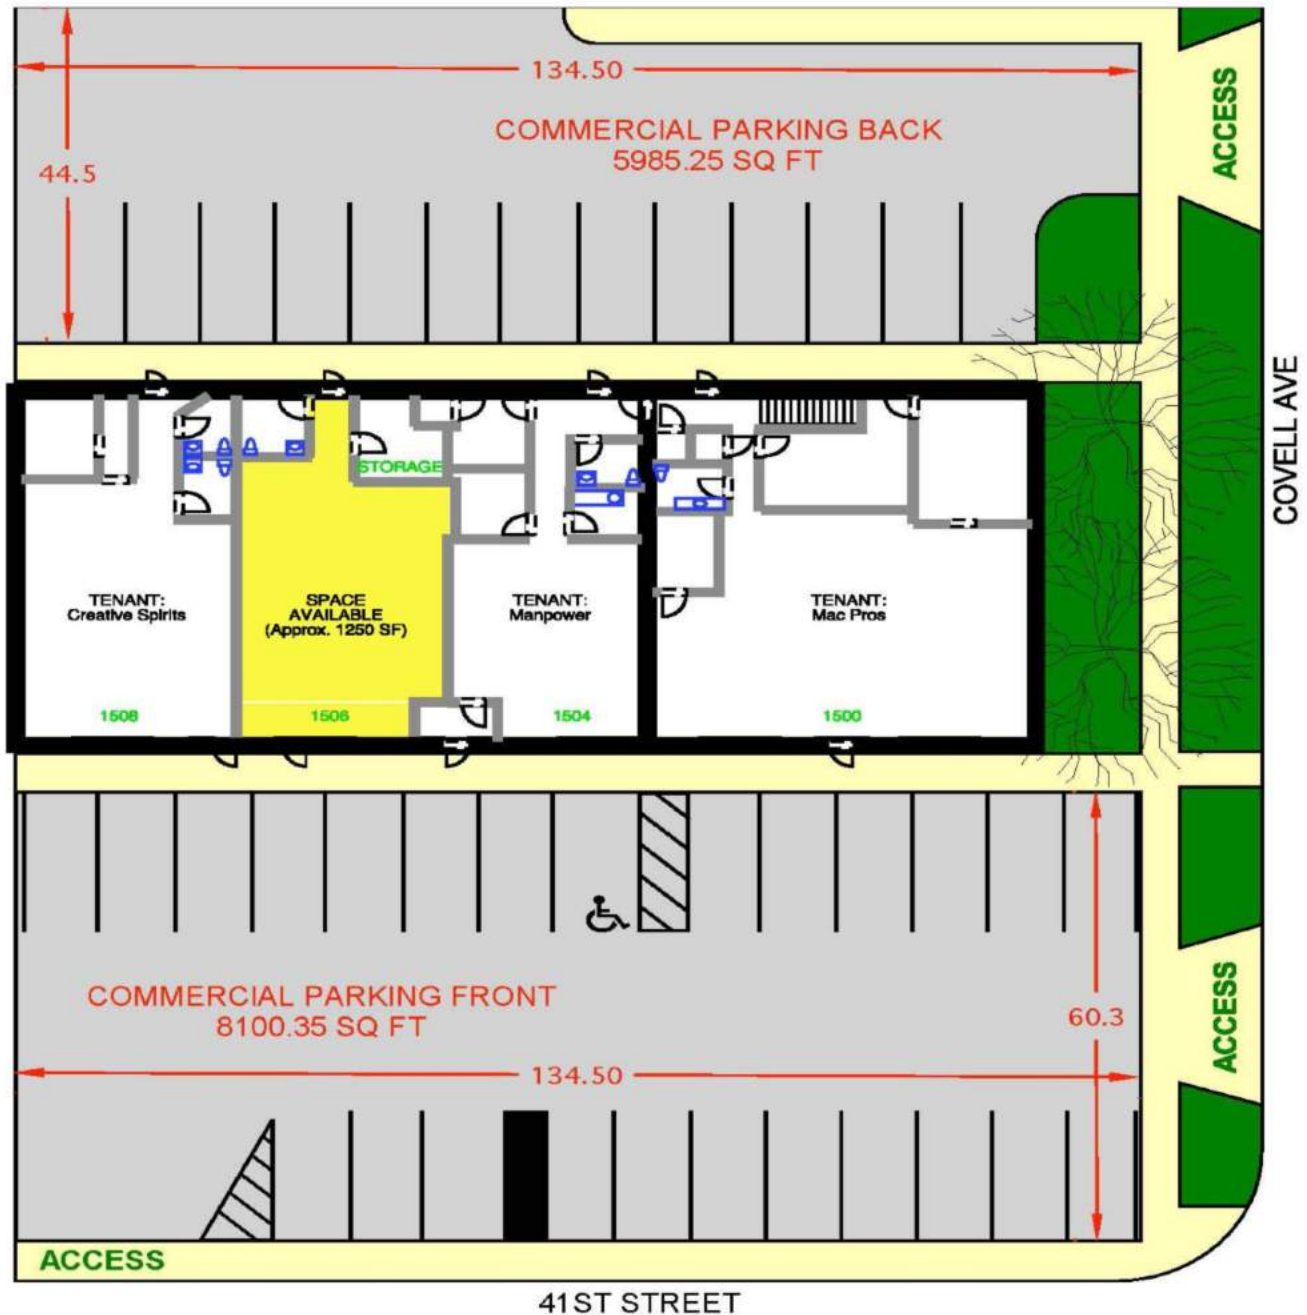 134.50
ACCESS
COMMERCIAL PARKING BACK
5985.25 SQ FT
44.5
COVELL AVE
STORAGE
TENANT:
Creative Spirits
SPACE
AVAILABLE
(Approx. 1250 SF)
TENANT:
Manpower
TENANT:
Mac Pros
1508
1506
1504
1500
COMMERCIAL PARKING FRONT
8100.35 SQ FT
60.3
ACCESS
134.50
ACCESS
41ST STREET